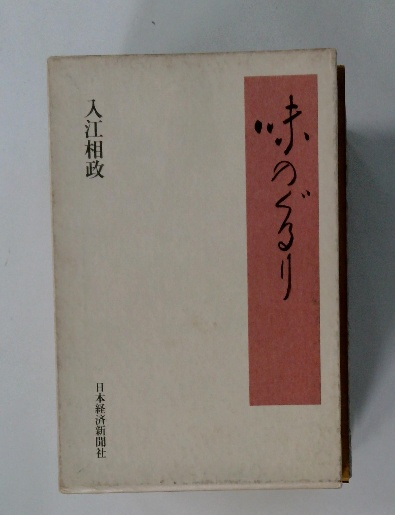 味のぐるり
入江相政
日本経済新聞社